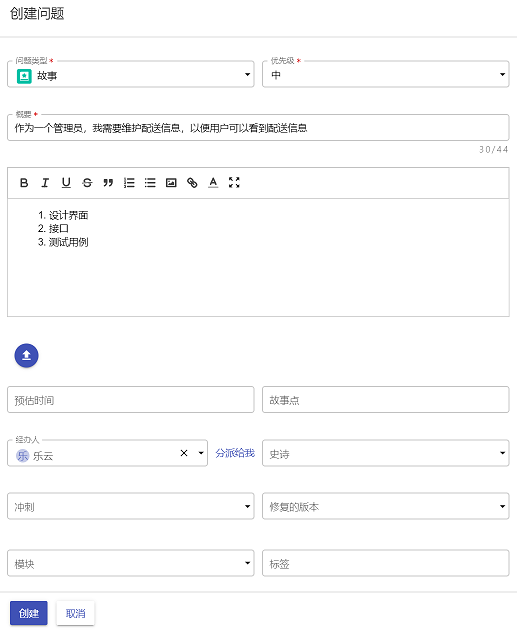 创建问题
问题类型 *
优先级 *
故事
中
概要 *
作为一个管理员，我需要维护配送信息，以便用户可以看到配送信息
30/44
B I U S A
1. 设计界面
2. 接口
3. 测试用例
预估时间
故事点
经办人
乐 乐云
分派给我
史诗
冲刺
修复的版本
模块
标签
创建
取消